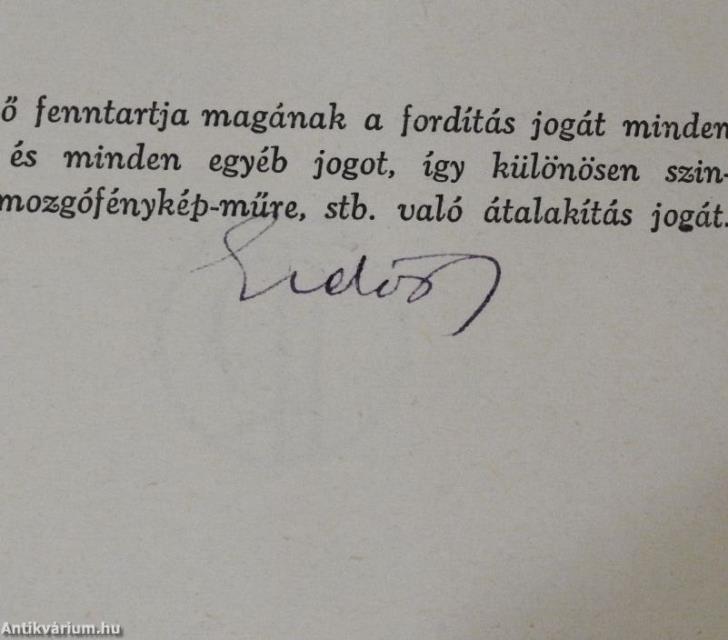 ő fenntartja magának a fordítás jogát minden
és minden egyéb jogot, így különösen szin-
mozgófénykép-műre, stb. való átalakítás jogát.
Erdős
Antikvárium.hu